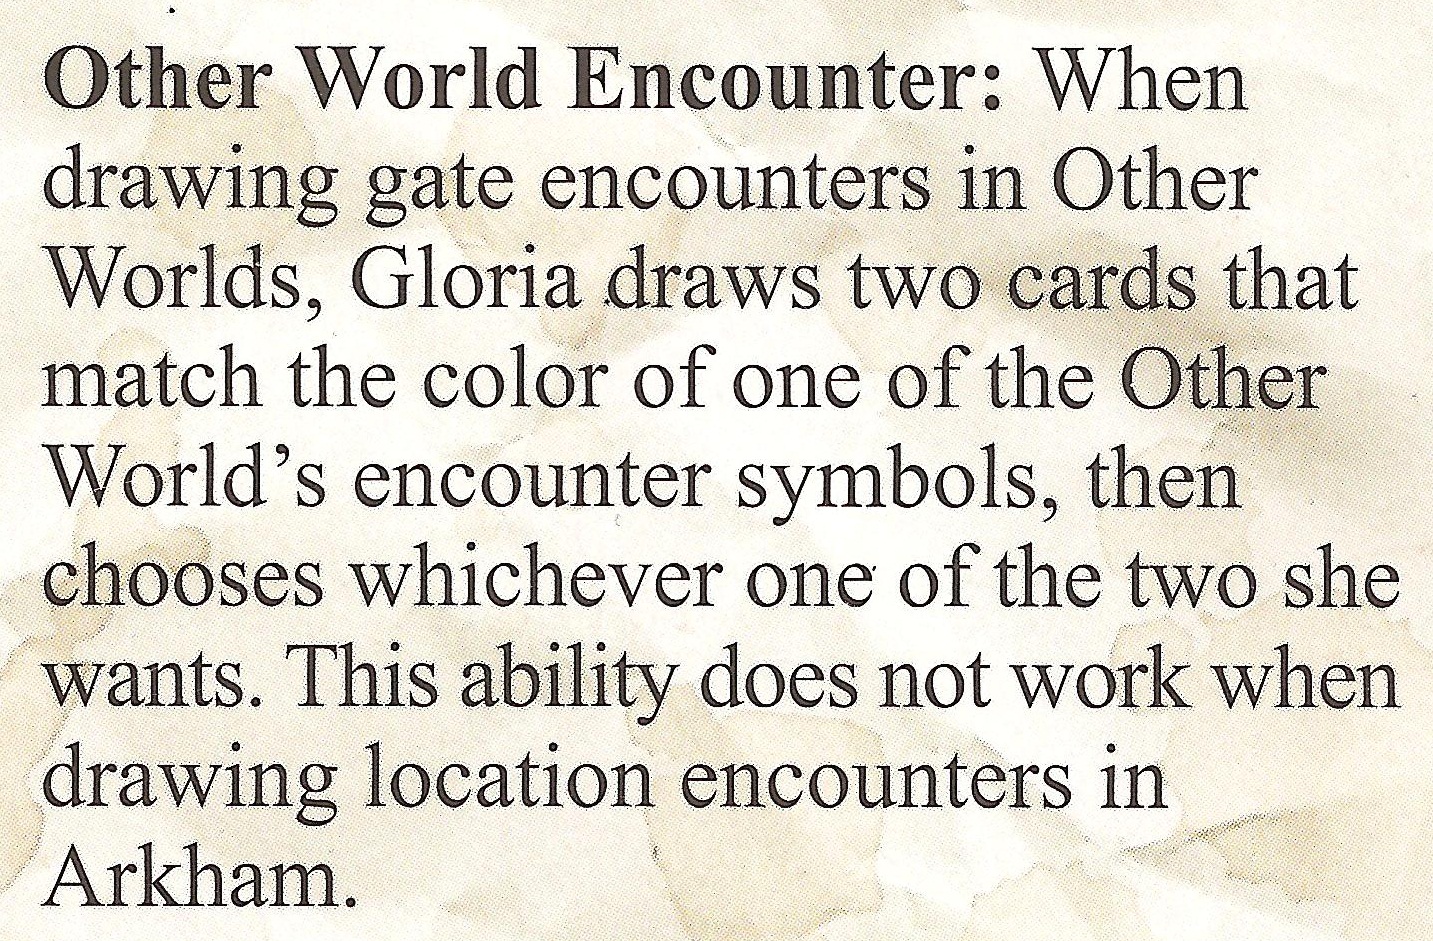 Other World Encounter: When
drawing gate encounters in Other
Worlds, Gloria draws two cards that
match the color of one of the Other
World's encounter symbols, then
chooses whichever one of the two she
wants. This ability does not work when
drawing location encounters in
Arkham.